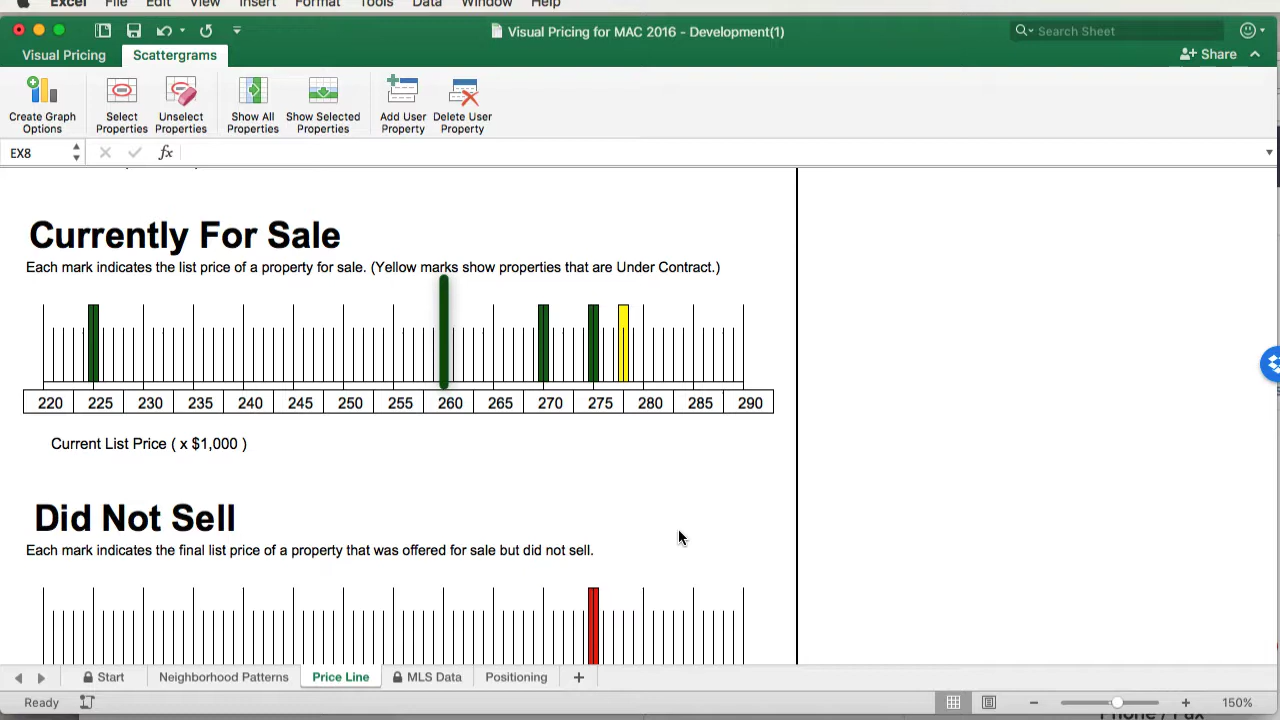 Excel File Edit View Insert Format Tools Data Window Help
Visual Pricing for MAC 2016 - Development(1)
Search Sheet
Visual Pricing Scattergrams
Share
Create Graph Options
Select Properties
Unselect Properties
Show All Properties
Show Selected Properties
Add User Property
Delete User Property
EX8
fx
Currently For Sale
Each mark indicates the list price of a property for sale. (Yellow marks show properties that are Under Contract.)
220 225 230 235 240 245 250 255 260 265 270 275 280 285 290
Current List Price ( x $1,000 )
Did Not Sell
Each mark indicates the final list price of a property that was offered for sale but did not sell.
Start Neighborhood Patterns Price Line MLS Data Positioning
Ready
150%
Phone / Fax